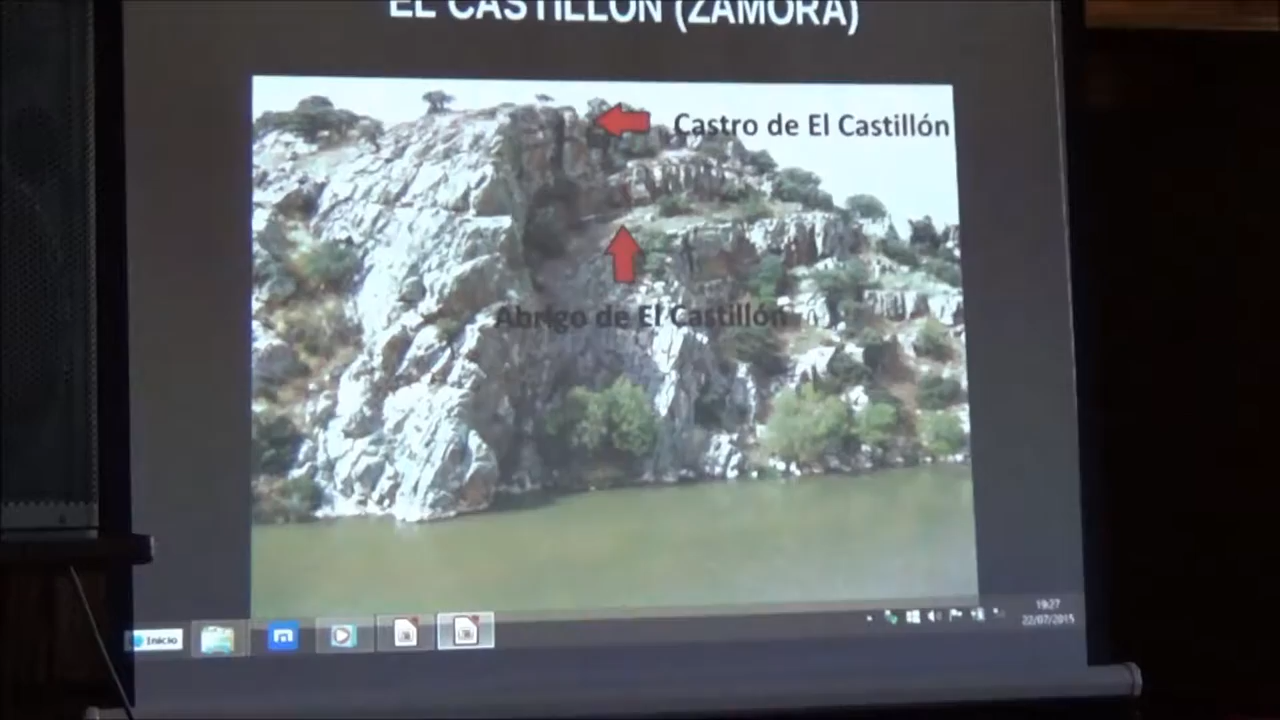 EL CASTILLÓN (ZAMORA)
Castro de El Castillón
Abrigo de El Castillón
Inicio
19:27
22/07/2015